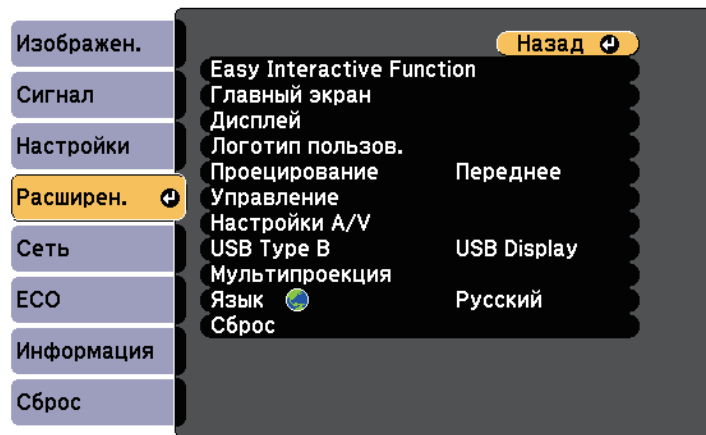 Изображен.
Сигнал
Настройки
Расширен.
Сеть
ECO
Информация
Сброс
Назад
Easy Interactive Function
Главный экран
Дисплей
Логотип пользов.
Проецирование Переднее
Управление
Настройки A/V
USB Type B USB Display
Мультипроекция
Язык Русский
Сброс